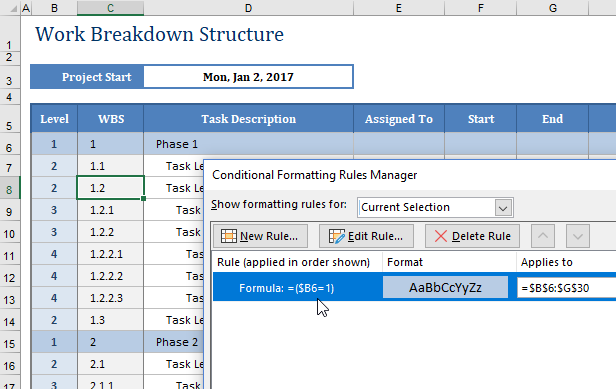 A B C D E F G
1 Work Breakdown Structure
2
3 Project Start Mon, Jan 2, 2017
4
5 Level WBS Task Description Assigned To Start End
6 1 1 Phase 1
7 2 1.1 Task Le
8 2 1.2 Task Le
9 3 1.2.1 Task
10 3 1.2.2 Task
11 4 1.2.2.1 Tas
12 4 1.2.2.2 Tas
13 4 1.2.2.3 Tas
14 2 1.3 Task Le
15 1 2 Phase 2
16 2 2.1 Task Le
17 3 2.1.1 Task
Conditional Formatting Rules Manager
Show formatting rules for: Current Selection
New Rule... Edit Rule... Delete Rule
Rule (applied in order shown) Format Applies to
Formula: =($B6=1) AaBbCcYyZz =$B$6:$G$30